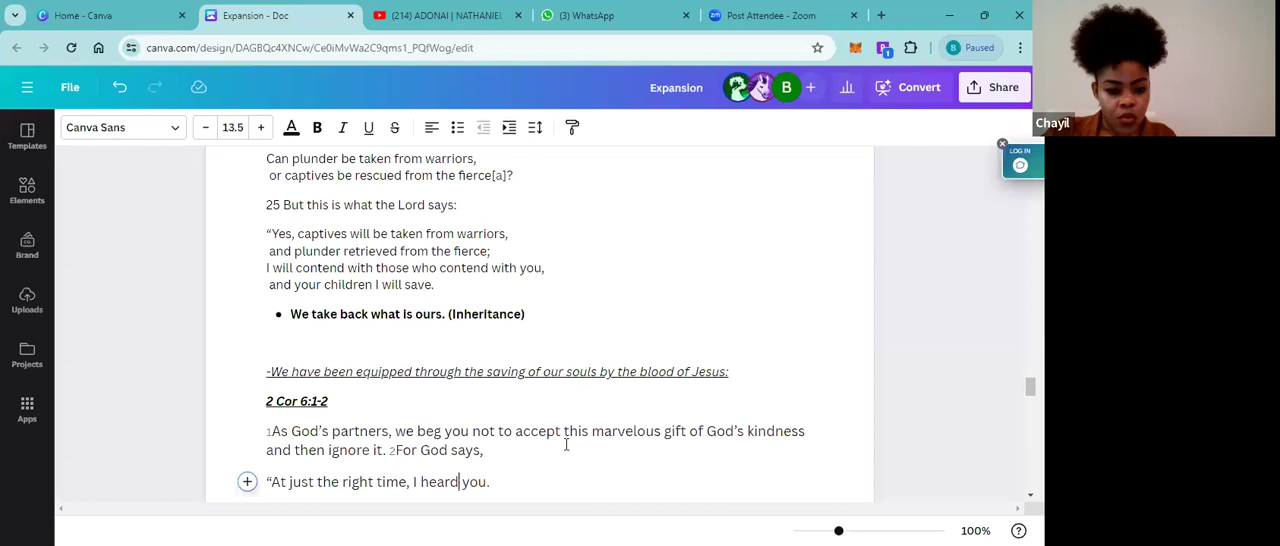 Home - Canva
Expansion - Doc
(214) ADONAI | NATHANIEL
(3) WhatsApp
Post Attendee - Zoom
canva.com/design/DAGBQc4XNCw/Ce0iMvWa2C9qms1_PQfWog/edit
B Paused
File
Expansion
B
Convert
Share
Chayil
LOG IN
Canva Sans
13.5
A B I U S
Templates
Elements
Brand
Uploads
Projects
Apps
Can plunder be taken from warriors,
or captives be rescued from the fierce[a]?
25 But this is what the Lord says:
“Yes, captives will be taken from warriors,
and plunder retrieved from the fierce;
I will contend with those who contend with you,
and your children I will save.
• We take back what is ours. (Inheritance)
-We have been equipped through the saving of our souls by the blood of Jesus:
2 Cor 6:1-2
1As God’s partners, we beg you not to accept this marvelous gift of God’s kindness
and then ignore it. 2For God says,
“At just the right time, I heard you.
100%